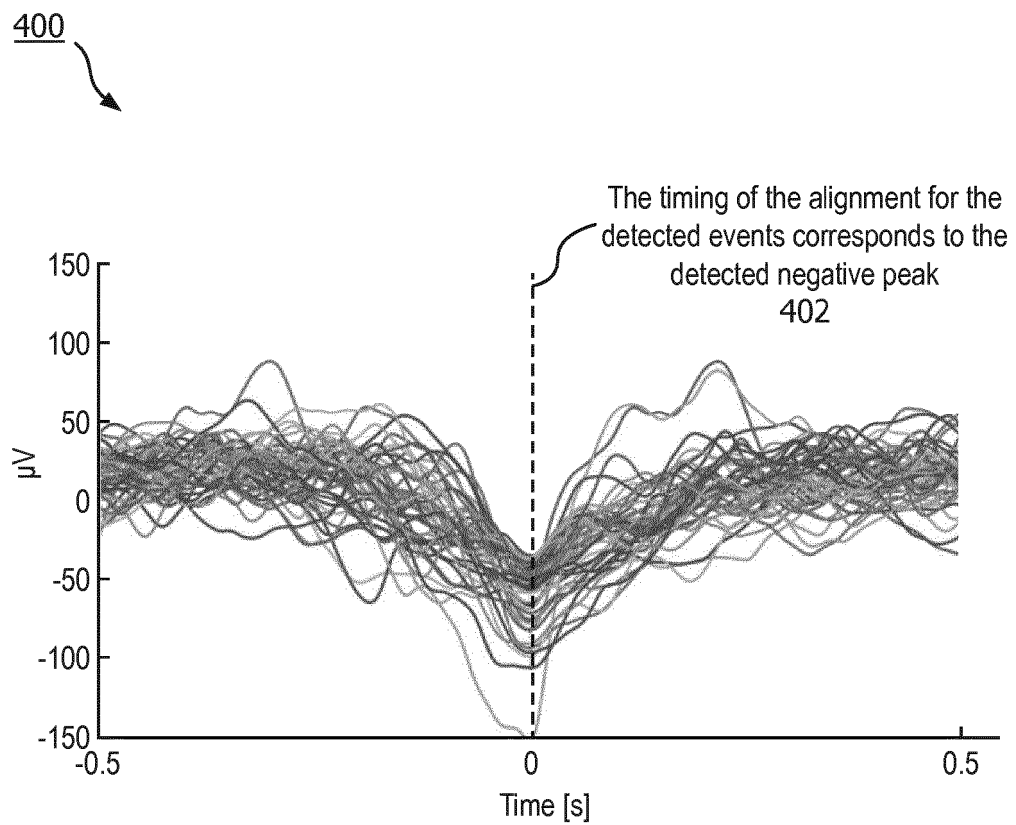 400
The timing of the alignment for the
detected events corresponds to the
detected negative peak
402
150
100
50
0
-50
-100
-150
µV
-0.5
0
0.5
Time [s]